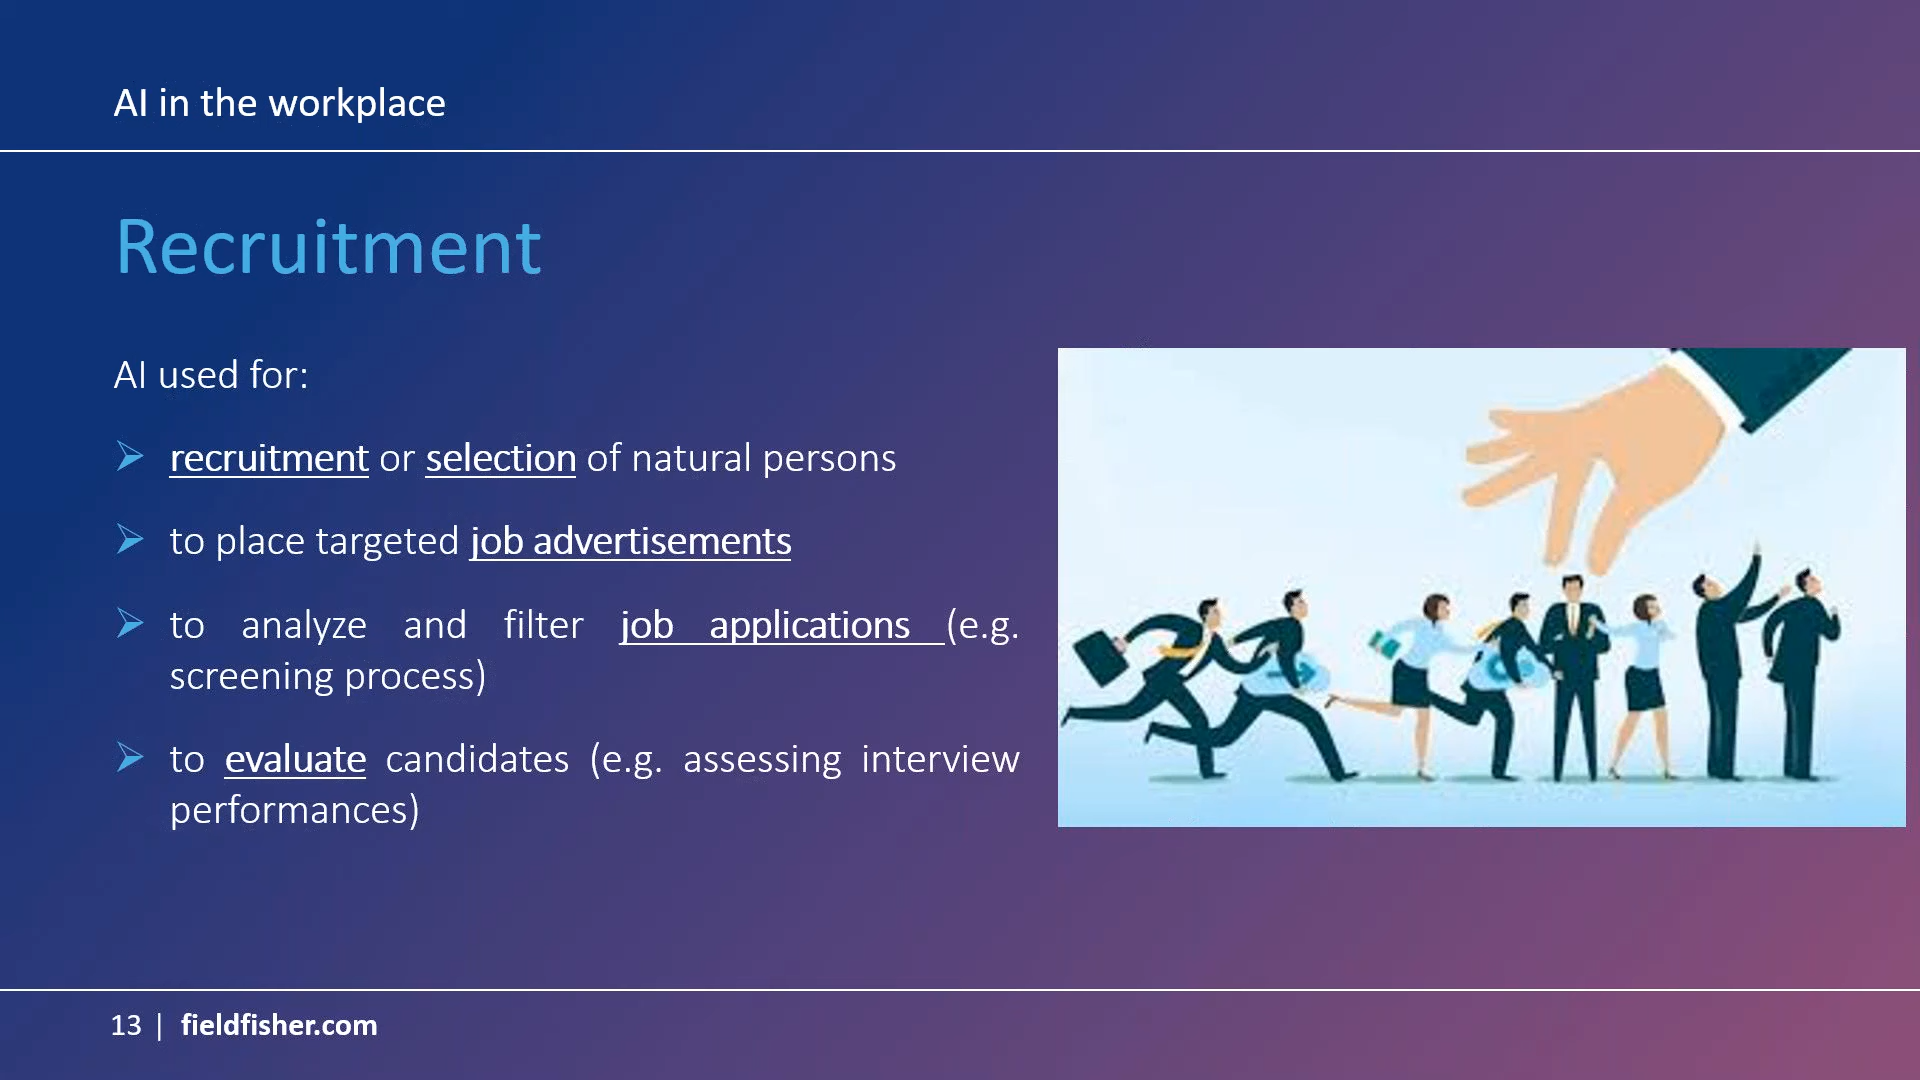 AI in the workplace
Recruitment
AI used for:
➢ recruitment or selection of natural persons
➢ to place targeted job advertisements
➢ to analyze and filter job applications (e.g.
screening process)
➢ to evaluate candidates (e.g. assessing interview
performances)
13 | fieldfisher.com